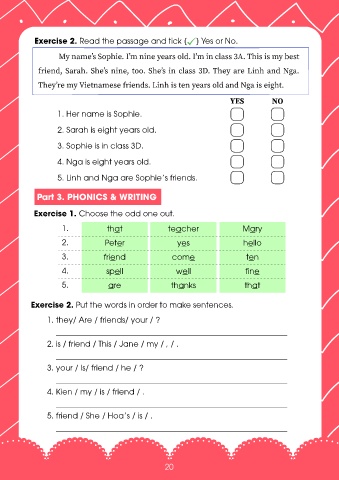 Exercise 2. Read the passage and tick (✓) Yes or No.
My name's Sophie. I'm nine years old. I'm in class 3A. This is my best
friend, Sarah. She's nine, too. She's in class 3D. They are Linh and Nga.
They're my Vietnamese friends. Linh is ten years old and Nga is eight.
YES NO
1. Her name is Sophie.
2. Sarah is eight years old.
3. Sophie is in class 3D.
4. Nga is eight years old.
5. Linh and Nga are Sophie's friends.
Part 3. PHONICS & WRITING
Exercise 1. Choose the odd one out.
1. that teacher Mary
2. Peter yes hello
3. friend come ten
4. spell well fine
5. are thanks that
Exercise 2. Put the words in order to make sentences.
1. they/ Are / friends/ your / ?
2. is / friend / This / Jane / my / , / .
3. your / Is/ friend / he / ?
4. Kien / my / is / friend / .
5. friend / She / Hoa's / is / .
20